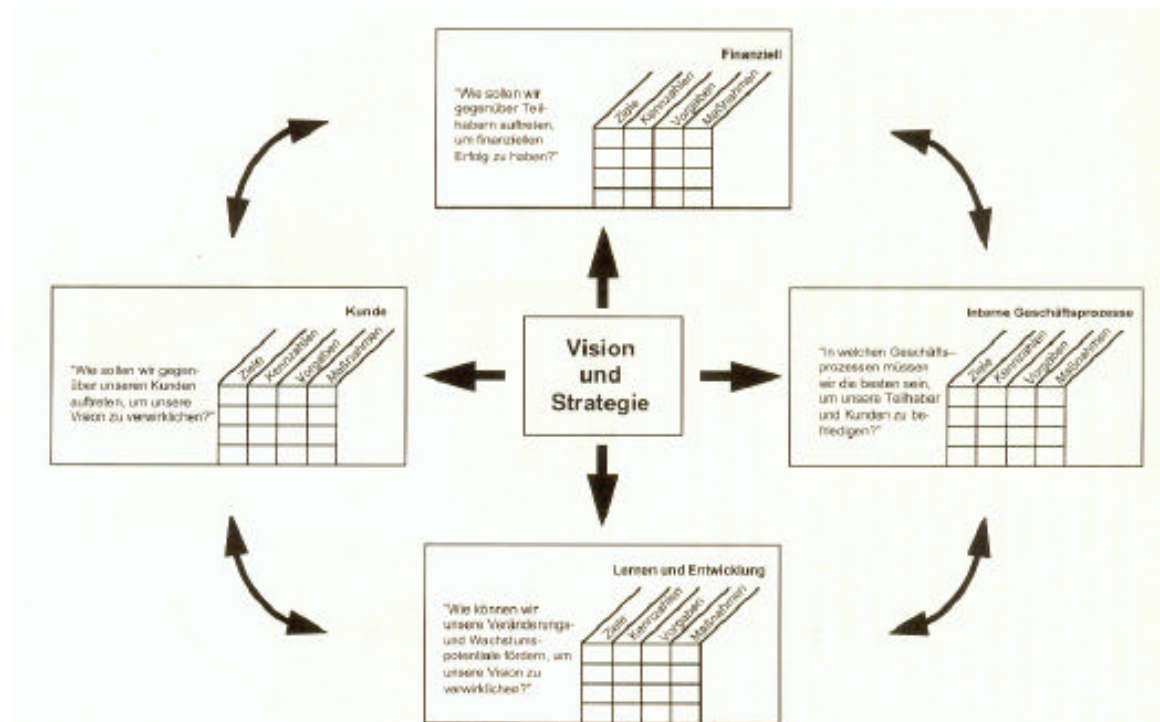 Finanziell
"Wie sollen wir
gegenüber Teil-
habern auftreten,
um finanziellen
Erfolg zu haben?"
Ziele
Kennzahlen
Vorgaben
Maßnahmen
Kunde
"Wie sollen wir gegen-
über unseren Kunden
auftreten, um unsere
Vision zu verwirklichen?"
Ziele
Kennzahlen
Vorgaben
Maßnahmen
Vision
und
Strategie
Interne Geschäftsprozesse
"In welchen Geschäfts-
prozessen müssen
wir die besten sein,
um unsere Teilhaber
und Kunden zu be-
friedigen?"
Ziele
Kennzahlen
Vorgaben
Maßnahmen
Lernen und Entwicklung
"Wie können wir
unsere Veränderungs-
und Wachstums-
potentiale fördern, um
unsere Vision zu
verwirklichen?"
Ziele
Kennzahlen
Vorgaben
Maßnahmen